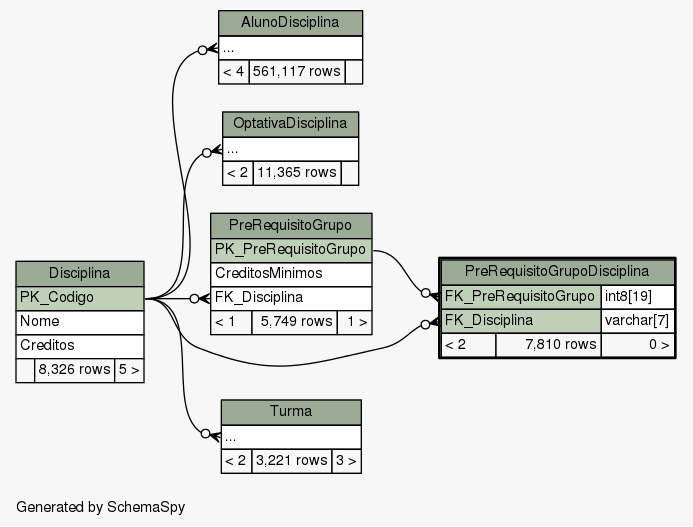 AlunoDisciplina
...
< 4 561,117 rows
OptativaDisciplina
...
< 2 11,365 rows
PreRequisitoGrupo
PK_PreRequisitoGrupo
CreditosMinimos
FK_Disciplina
< 1 5,749 rows 1 >
Disciplina
PK_Codigo
Nome
Creditos
8,326 rows 5 >
PreRequisitoGrupoDisciplina
FK_PreRequisitoGrupo int8[19]
FK_Disciplina varchar[7]
< 2 7,810 rows 0 >
Turma
...
< 2 3,221 rows 3 >
Generated by SchemaSpy